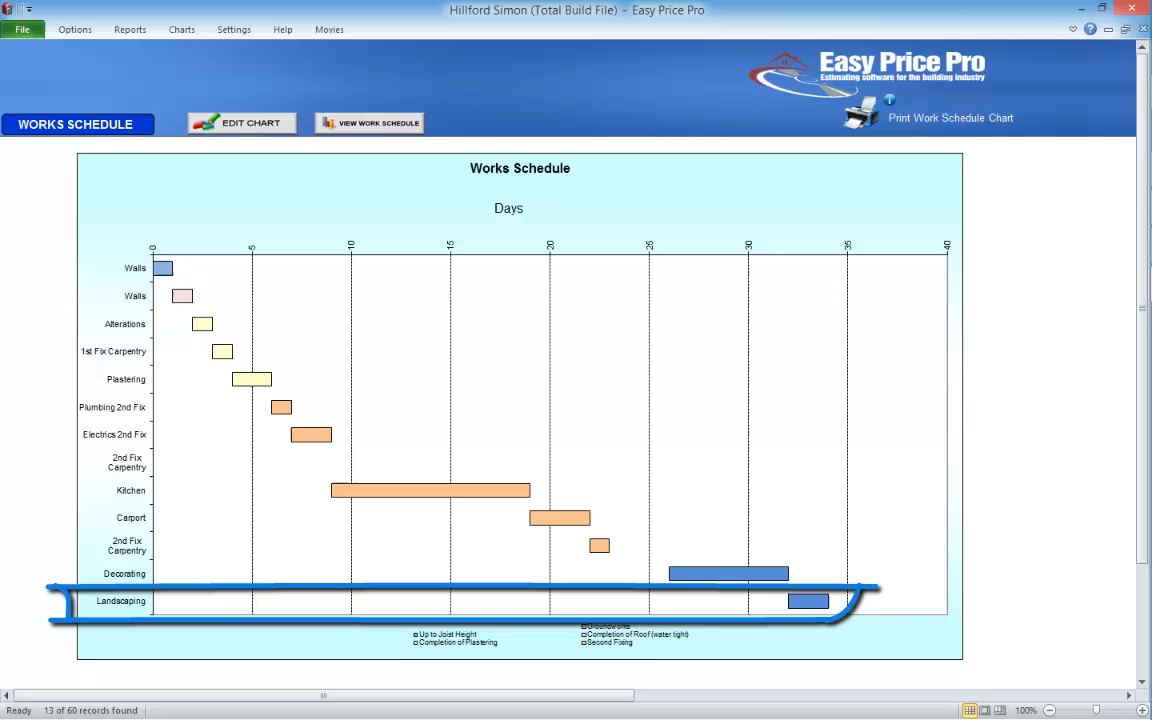 Hillford Simon (Total Build File) - Easy Price Pro
File Options Reports Charts Settings Help Movies
Easy Price Pro
Estimating software for the building industry
WORKS SCHEDULE EDIT CHART VIEW WORK SCHEDULE Print Work Schedule Chart
Works Schedule
Days
0 5 10 15 20 25 30 35 40
Walls
Walls
Alterations
1st Fix Carpentry
Plastering
Plumbing 2nd Fix
Electrics 2nd Fix
2nd Fix
Carpentry
Kitchen
Carport
2nd Fix
Carpentry
Decorating
Landscaping
Groundworks
Up to Joist Height Completion of Roof (water tight)
Completion of Plastering Second Fixing
Ready 13 of 60 records found 100%